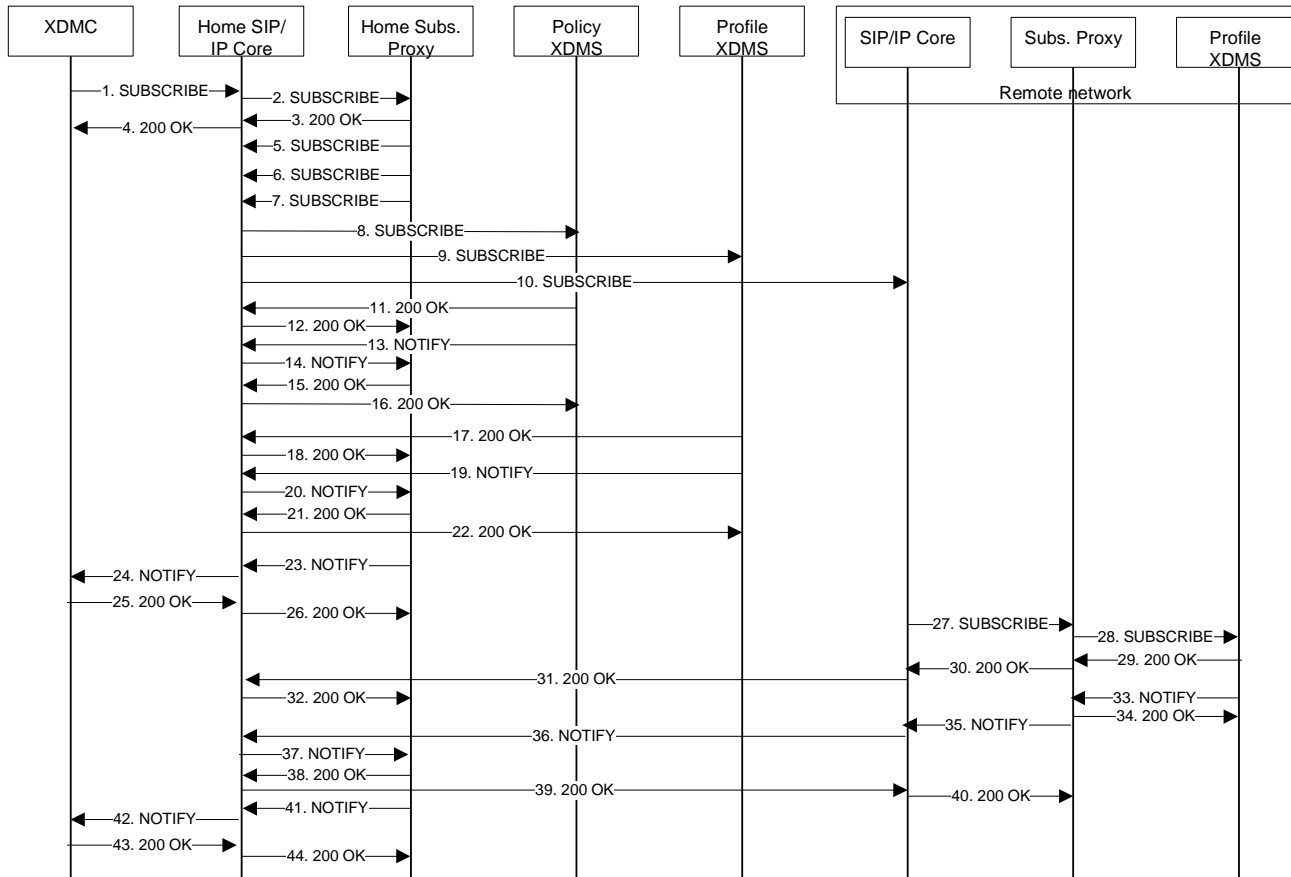 XDMC
Home SIP/
IP Core
Home Subs.
Proxy
Policy
XDMS
Profile
XDMS
SIP/IP Core
Subs. Proxy
Profile
XDMS
Remote network
1. SUBSCRIBE
2. SUBSCRIBE
3. 200 OK
4. 200 OK
5. SUBSCRIBE
6. SUBSCRIBE
7. SUBSCRIBE
8. SUBSCRIBE
9. SUBSCRIBE
10. SUBSCRIBE
11. 200 OK
12. 200 OK
13. NOTIFY
14. NOTIFY
15. 200 OK
16. 200 OK
17. 200 OK
18. 200 OK
19. NOTIFY
20. NOTIFY
21. 200 OK
22. 200 OK
23. NOTIFY
24. NOTIFY
25. 200 OK
26. 200 OK
27. SUBSCRIBE
28. SUBSCRIBE
29. 200 OK
30. 200 OK
31. 200 OK
32. 200 OK
33. NOTIFY
34. 200 OK
35. NOTIFY
36. NOTIFY
37. NOTIFY
38. 200 OK
39. 200 OK
40. 200 OK
41. NOTIFY
42. NOTIFY
43. 200 OK
44. 200 OK